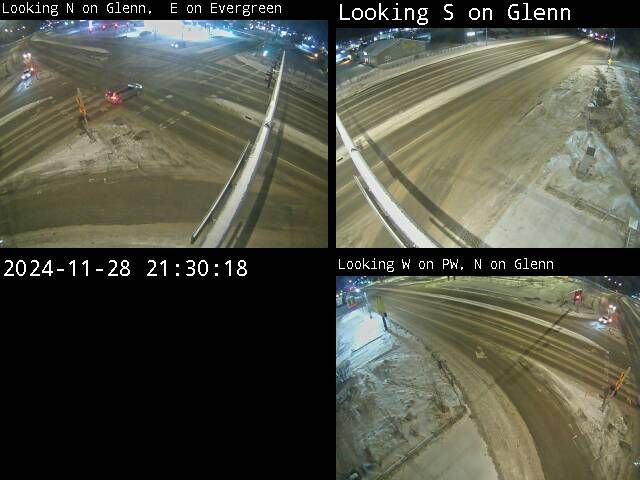 Looking N on Glenn, E on Evergreen
Looking S on Glenn
2024-11-28 21:30:18
Looking W on PW, N on Glenn